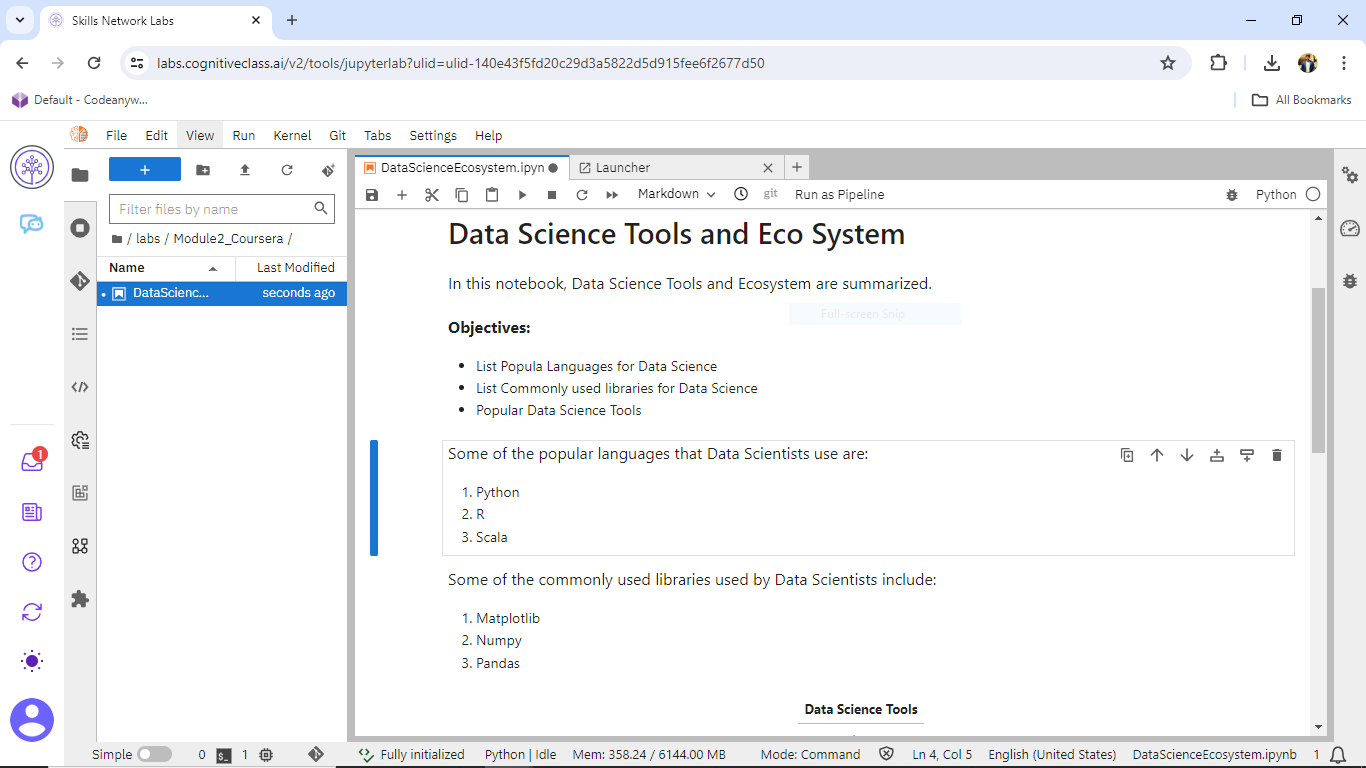 Skills Network Labs
labs.cognitiveclass.ai/v2/tools/jupyterlab?ulid=ulid-140e43f5fd20c29d3a5822d5d915fee6f2677d50
Default - Codeanyw...
All Bookmarks
File Edit View Run Kernel Git Tabs Settings Help
DataScienceEcosystem.ipyn
Launcher
Filter files by name
Markdown
git
Run as Pipeline
Python
/ labs / Module2_Coursera /
Name
Last Modified
DataScienc...
seconds ago
Data Science Tools and Eco System
In this notebook, Data Science Tools and Ecosystem are summarized.
Full-screen Snip
Objectives:
• List Popula Languages for Data Science
• List Commonly used libraries for Data Science
• Popular Data Science Tools
Some of the popular languages that Data Scientists use are:
1. Python
2. R
3. Scala
Some of the commonly used libraries used by Data Scientists include:
1. Matplotlib
2. Numpy
3. Pandas
Data Science Tools
1
Simple 0 $_ 1 Fully initialized Python | Idle Mem: 358.24 / 6144.00 MB Mode: Command Ln 4, Col 5 English (United States) DataScienceEcosystem.ipynb 1